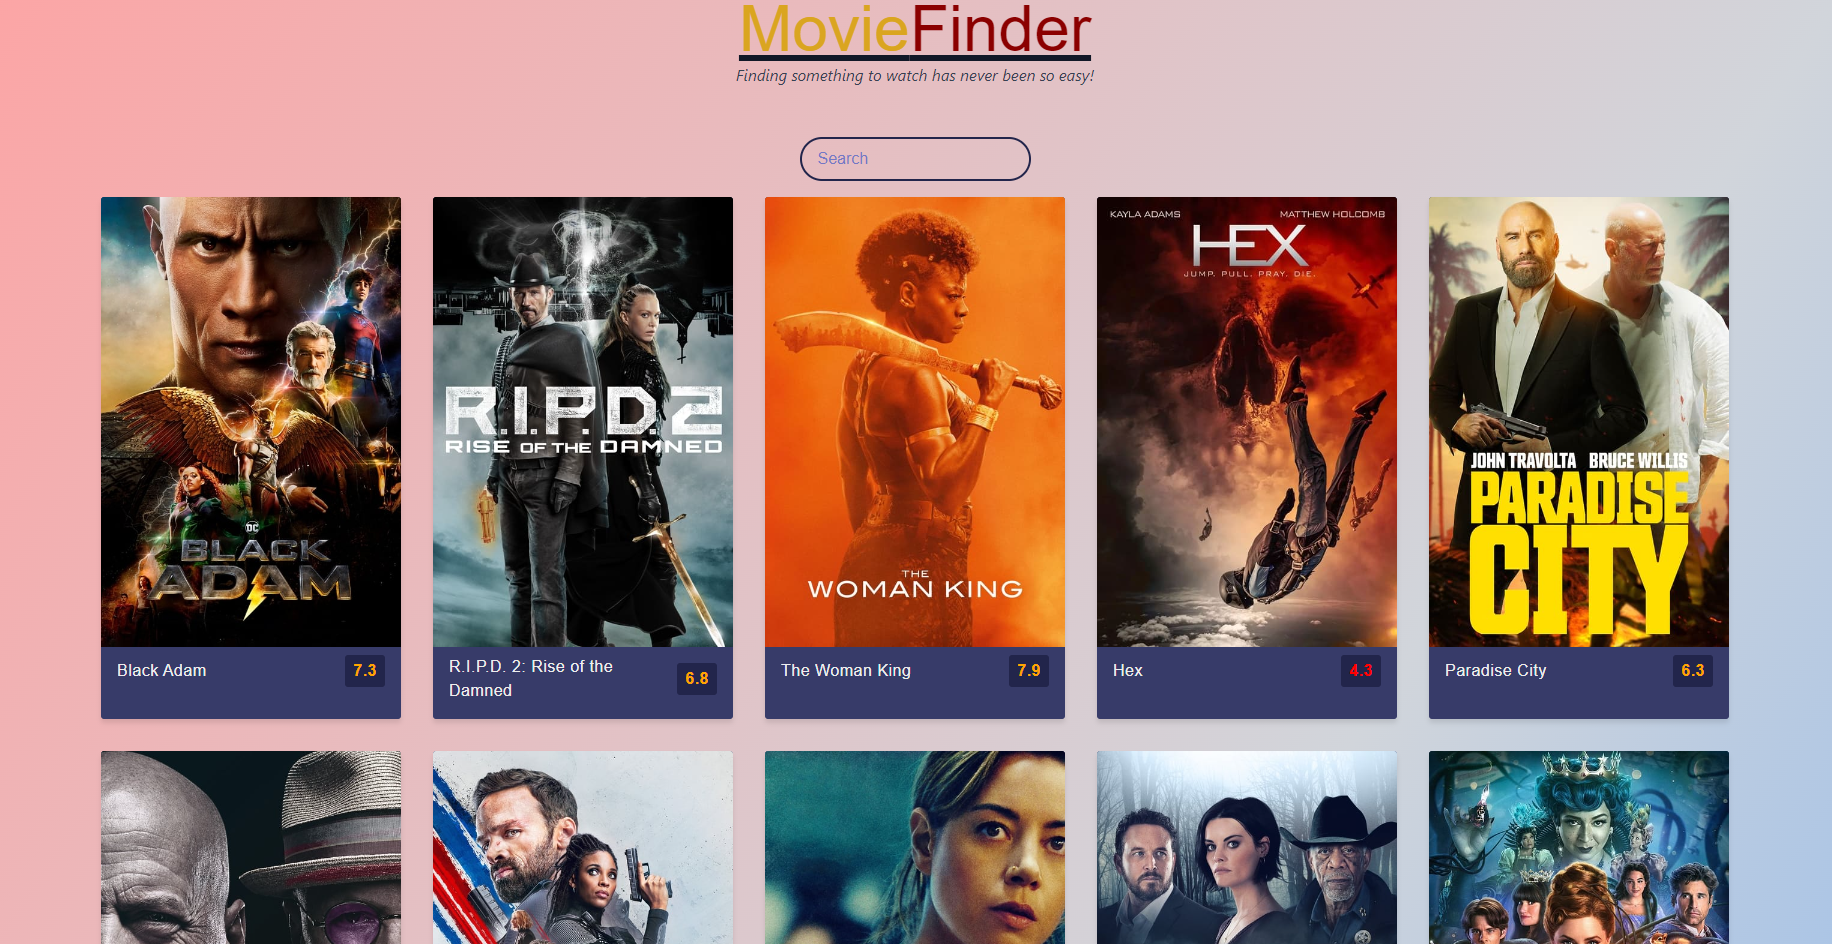 MovieFinder
Finding something to watch has never been so easy!
Search
DC
BLACK
ADAM
R.I.P.D.2
RISE OF THE DAMNED
THE
WOMAN KING
KAYLA ADAMS MATTHEW HOLCOMB
HEX
JUMP. PULL. PRAY. DIE.
JOHN TRAVOLTA BRUCE WILLIS
PARADISE
CITY
Black Adam 7.3
R.I.P.D. 2: Rise of the
Damned 6.8
The Woman King 7.9
Hex 4.3
Paradise City 6.3